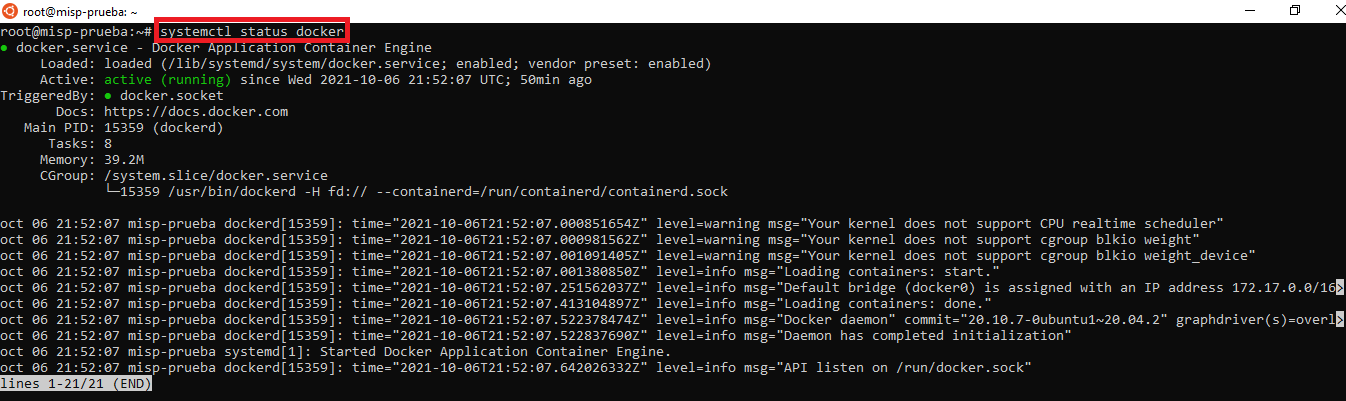 root@misp-prueba: ~
root@misp-prueba:~# systemctl status docker
● docker.service - Docker Application Container Engine
Loaded: loaded (/lib/systemd/system/docker.service; enabled; vendor preset: enabled)
Active: active (running) since Wed 2021-10-06 21:52:07 UTC; 50min ago
TriggeredBy: ● docker.socket
Docs: https://docs.docker.com
Main PID: 15359 (dockerd)
Tasks: 8
Memory: 39.2M
CGroup: /system.slice/docker.service
└─15359 /usr/bin/dockerd -H fd:// --containerd=/run/containerd/containerd.sock
oct 06 21:52:07 misp-prueba dockerd[15359]: time="2021-10-06T21:52:07.000851654Z" level=warning msg="Your kernel does not support CPU realtime scheduler"
oct 06 21:52:07 misp-prueba dockerd[15359]: time="2021-10-06T21:52:07.000981562Z" level=warning msg="Your kernel does not support cgroup blkio weight"
oct 06 21:52:07 misp-prueba dockerd[15359]: time="2021-10-06T21:52:07.001091405Z" level=warning msg="Your kernel does not support cgroup blkio weight_device"
oct 06 21:52:07 misp-prueba dockerd[15359]: time="2021-10-06T21:52:07.001380850Z" level=info msg="Loading containers: start."
oct 06 21:52:07 misp-prueba dockerd[15359]: time="2021-10-06T21:52:07.251562037Z" level=info msg="Default bridge (docker0) is assigned with an IP address 172.17.0.0/16>
oct 06 21:52:07 misp-prueba dockerd[15359]: time="2021-10-06T21:52:07.413104897Z" level=info msg="Loading containers: done."
oct 06 21:52:07 misp-prueba dockerd[15359]: time="2021-10-06T21:52:07.522378474Z" level=info msg="Docker daemon" commit="20.10.7-0ubuntu1~20.04.2" graphdriver(s)=overl>
oct 06 21:52:07 misp-prueba dockerd[15359]: time="2021-10-06T21:52:07.522837690Z" level=info msg="Daemon has completed initialization"
oct 06 21:52:07 misp-prueba systemd[1]: Started Docker Application Container Engine.
oct 06 21:52:07 misp-prueba dockerd[15359]: time="2021-10-06T21:52:07.642026332Z" level=info msg="API listen on /run/docker.sock"
lines 1-21/21 (END)